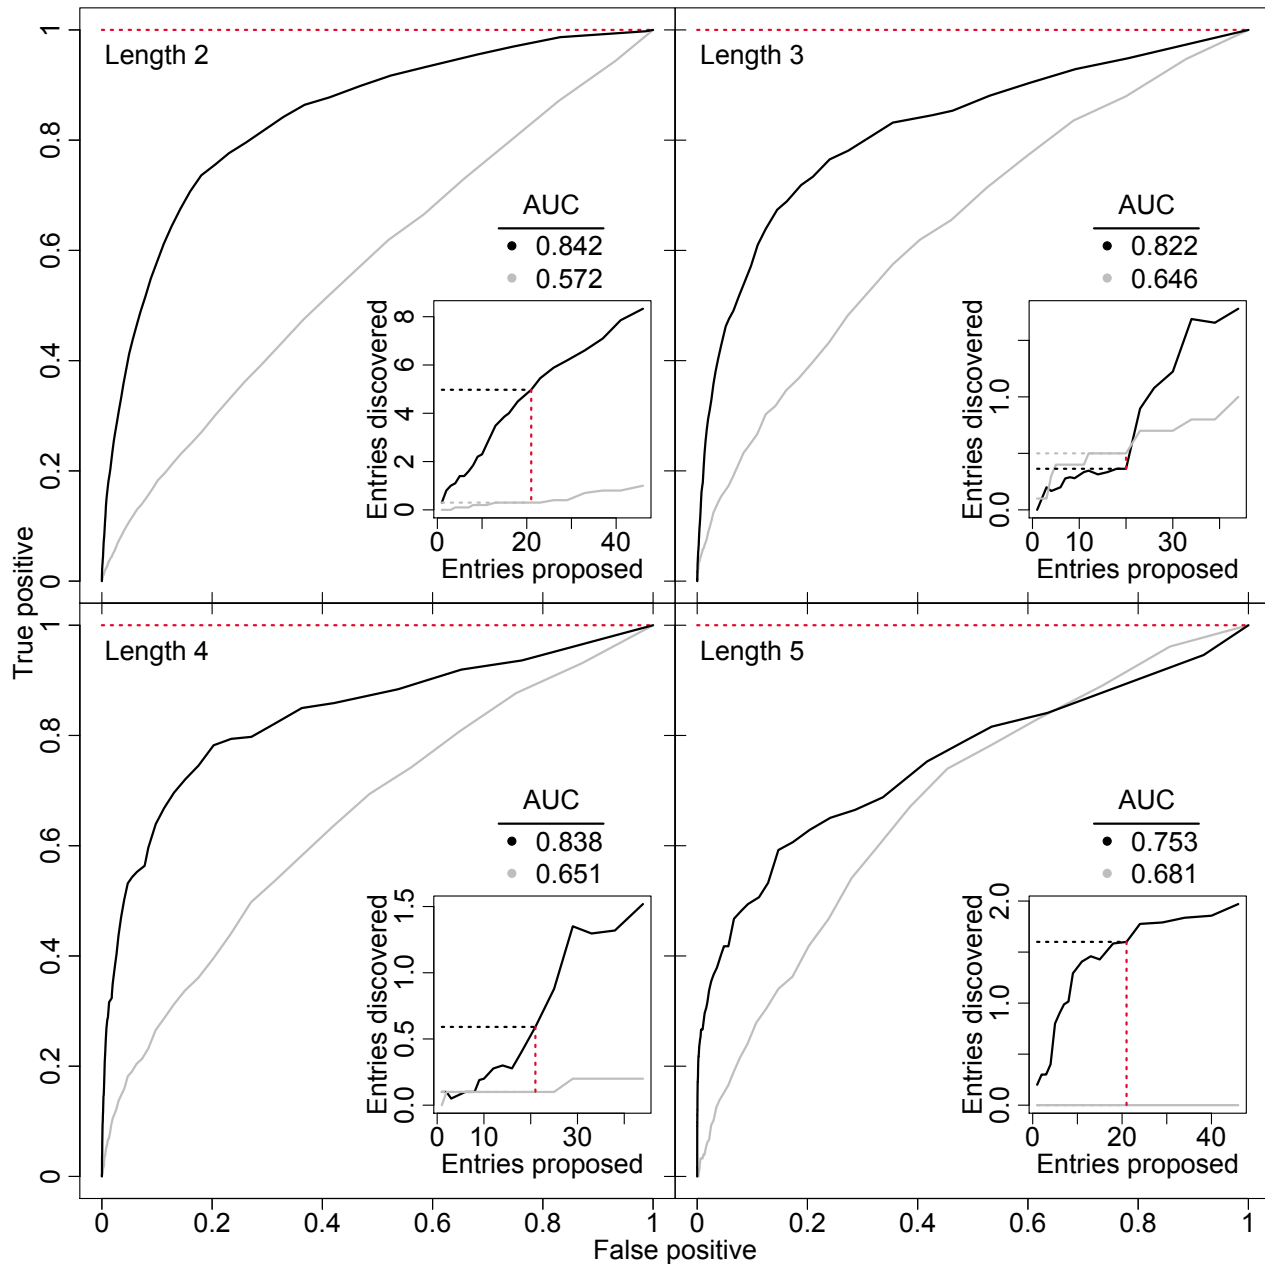 Length 2
AUC
0.842
0.572
Entries discovered
0 2 4 6 8
0 20 40
Entries proposed
Length 3
AUC
0.822
0.646
Entries discovered
0.0 1.0
10 30
Entries proposed
0 0.2 0.4 0.6 0.8 1
True positive
Length 4
AUC
0.838
0.651
Entries discovered
0.0 0.5 1.0 1.5
0 10 30
Entries proposed
Length 5
AUC
0.753
0.681
Entries discovered
0.0 1.0 2.0
0 20 40
Entries proposed
0 0.2 0.4 0.6 0.8 1
0 0.2 0.4 0.6 0.8 1
0 0.2 0.4 0.6 0.8 1
False positive